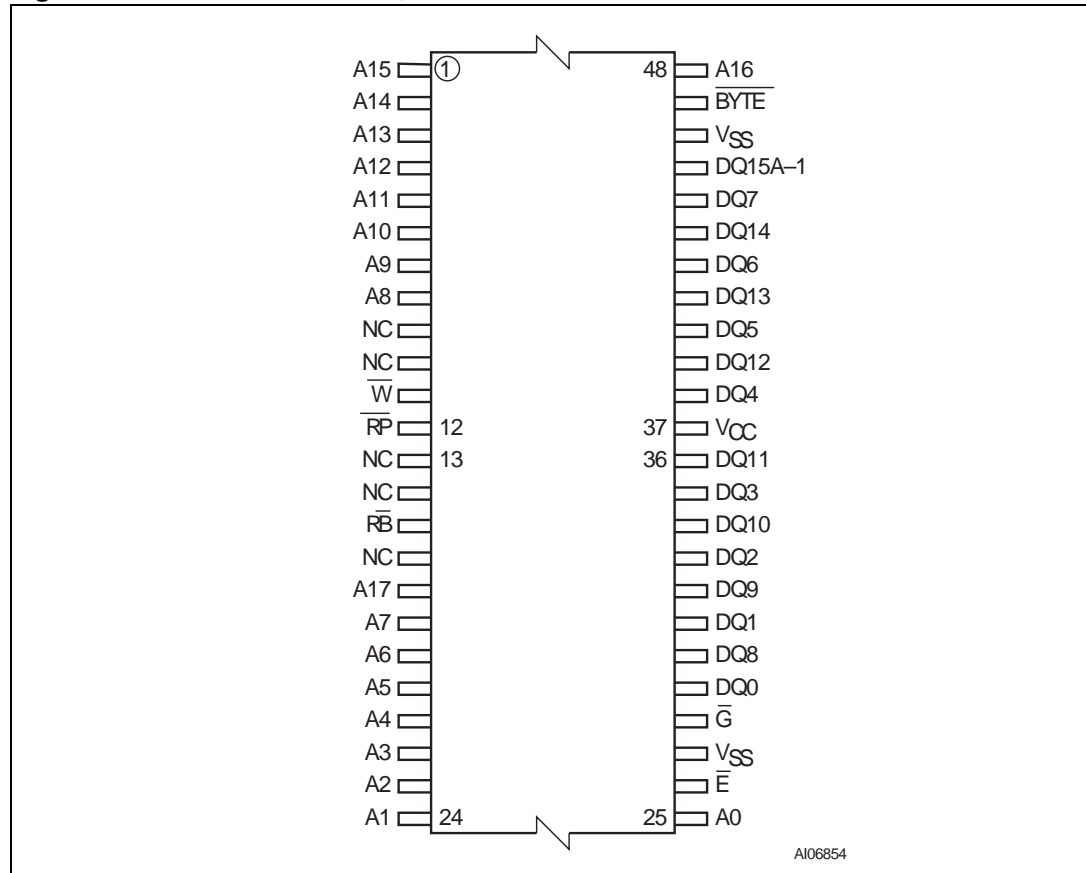 A15 1 48 A16
A14 B̅Y̅T̅E̅
A13 VSS
A12 DQ15A–1
A11 DQ7
A10 DQ14
A9 DQ6
A8 DQ13
NC DQ5
NC DQ12
W̅ DQ4
R̅P̅ 12 37 VCC
NC 13 36 DQ11
NC DQ3
RB̅ DQ10
NC DQ2
A17 DQ9
A7 DQ1
A6 DQ8
A5 DQ0
A4 G̅
A3 VSS
A2 E̅
A1 24 25 A0
AI06854